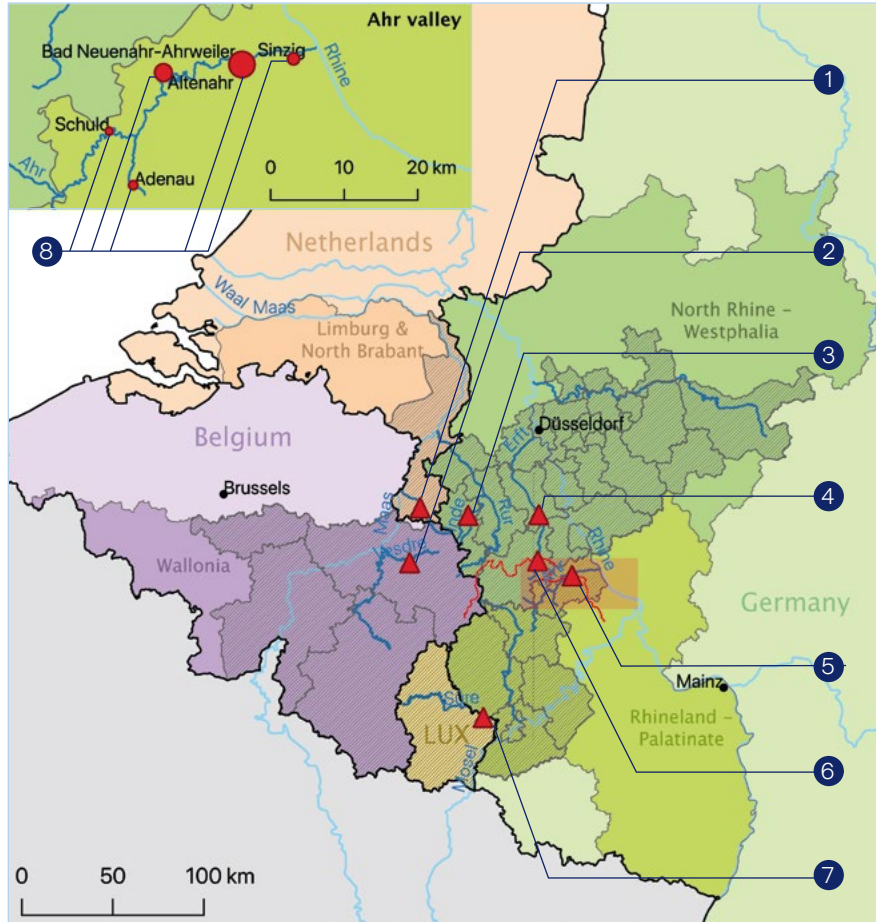 Ahr valley
Bad Neuenahr-Ahrweiler
Sinzig
Rhine
Altenahr
Schuld
Ahr
Adenau
0 10 20 km
1
8
2
Netherlands
Waal Maas
Limburg &
North Brabant
North Rhine –
Westphalia
3
Belgium
Erft
Düsseldorf
Brussels
Maas
Rur
4
Vesdre
Rhine
Wallonia
Germany
5
Mainz
Sûre
LUX
Rhineland –
Palatinate
Mosel
6
0 50 100 km
7